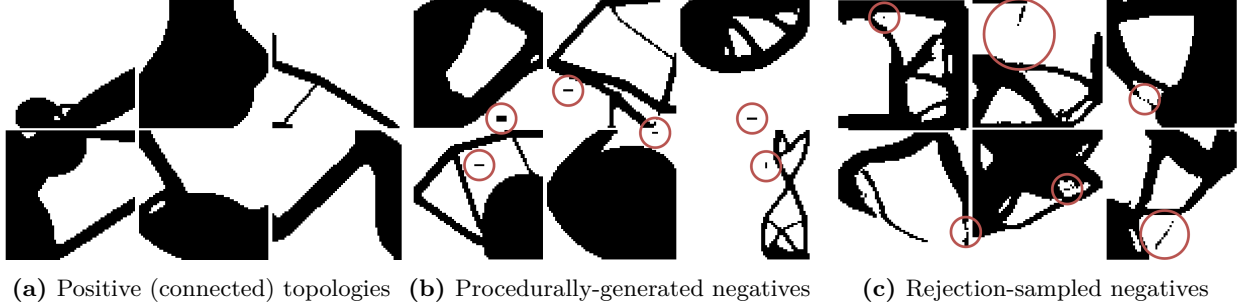 (a) Positive (connected) topologies (b) Procedurally-generated negatives (c) Rejection-sampled negatives